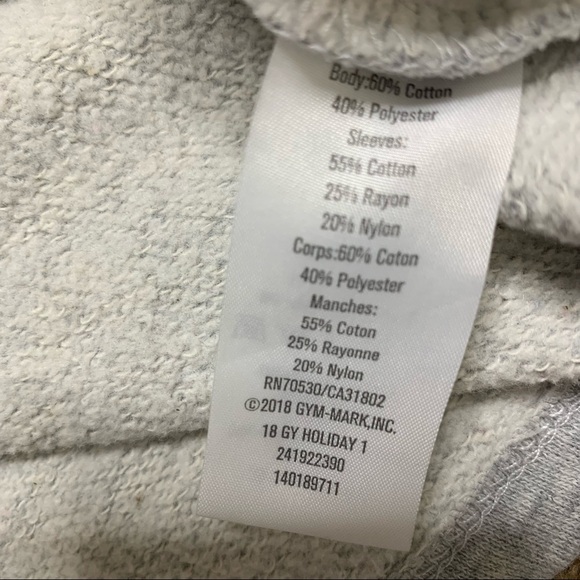 Body:60% Cotton
40% Polyester
Sleeves:
55% Cotton
25% Rayon
20% Nylon
Corps:60% Coton
40% Polyester
Manches:
55% Coton
25% Rayonne
20% Nylon
RN70530/CA31802
©2018 GYM-MARK,INC.
18 GY HOLIDAY 1
241922390
140189711